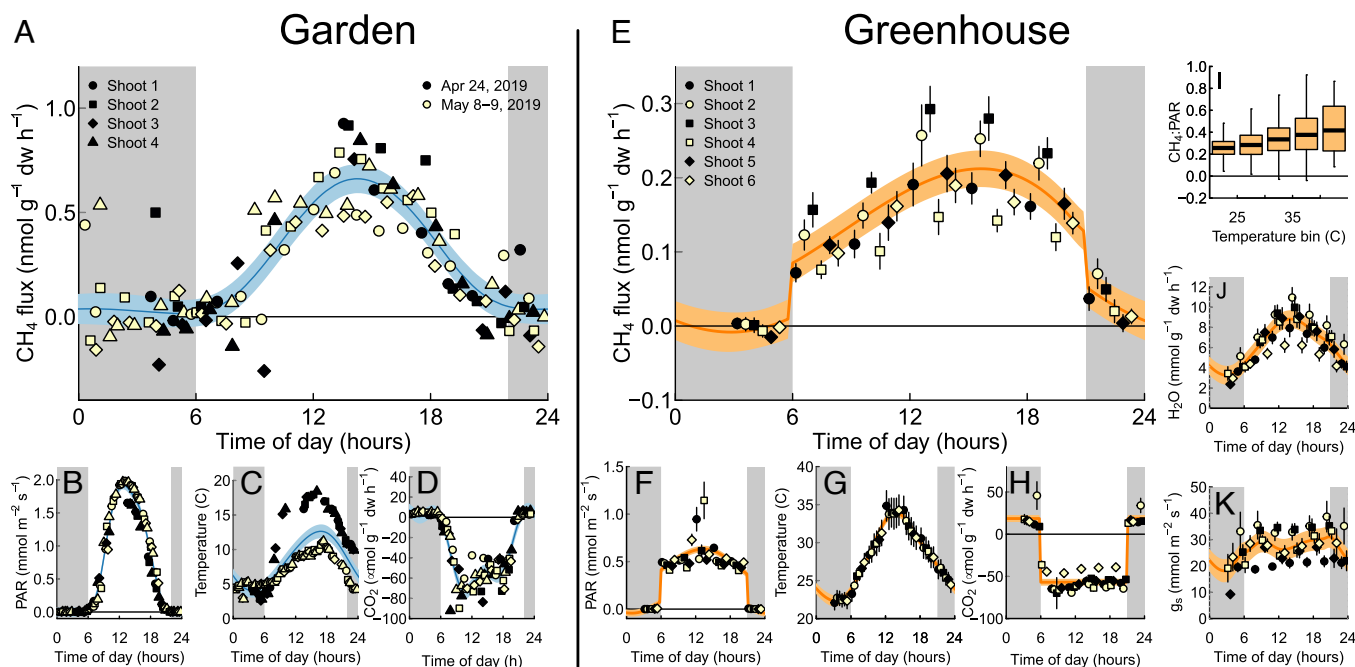 Garden
Greenhouse
A
CH4 flux (nmol g−1 dw h−1)
1.0
0.5
0.0
Shoot 1
Shoot 2
Shoot 3
Shoot 4
Apr 24, 2019
May 8–9, 2019
0 6 12 18 24
Time of day (hours)
B
PAR (mmol m−2 s−1)
2.0
1.5
1.0
0.5
0.0
0 6 12 18 24
Time of day (hours)
C
Temperature (C)
20
15
10
5
0
0 6 12 18 24
Time of day (hours)
D
CO2 (∝mol g−1 dw h−1)
40
20
0
−20
−40
−60
−80
−100
0 6 12 18 24
Time of day (h)
E
CH4 flux (nmol g−1 dw h−1)
0.3
0.2
0.1
0.0
−0.1
Shoot 1
Shoot 2
Shoot 3
Shoot 4
Shoot 5
Shoot 6
0 6 12 18 24
Time of day (hours)
F
PAR (mmol m−2 s−1)
2.0
1.5
1.0
0.5
0.0
0 6 12 18 24
Time of day (hours)
G
Temperature (C)
40
35
30
25
20
0 6 12 18 24
Time of day (hours)
H
CO2 (∝mol g−1 dw h−1)
50
0
−50
−100
0 6 12 18 24
Time of day (hours)
I
CH4:PAR
1.0
0.8
0.6
0.4
0.2
0.0
−0.2
25 35
Temperature bin (C)
J
H2O (mmol g−1 dw h−1)
12
10
8
6
4
2
0
0 6 12 18 24
Time of day (hours)
K
gs (mmol m−2 s−1)
50
40
30
20
10
0
0 6 12 18 24
Time of day (hours)